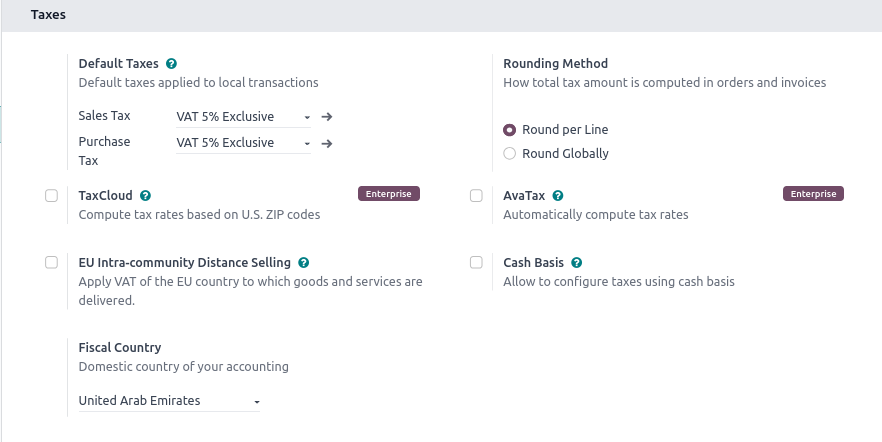 Taxes
Default Taxes ?
Default taxes applied to local transactions
Sales Tax VAT 5% Exclusive
Purchase Tax VAT 5% Exclusive
Rounding Method
How total tax amount is computed in orders and invoices
Round per Line
Round Globally
TaxCloud ? Enterprise
Compute tax rates based on U.S. ZIP codes
AvaTax ? Enterprise
Automatically compute tax rates
EU Intra-community Distance Selling ?
Apply VAT of the EU country to which goods and services are
delivered.
Cash Basis ?
Allow to configure taxes using cash basis
Fiscal Country
Domestic country of your accounting
United Arab Emirates